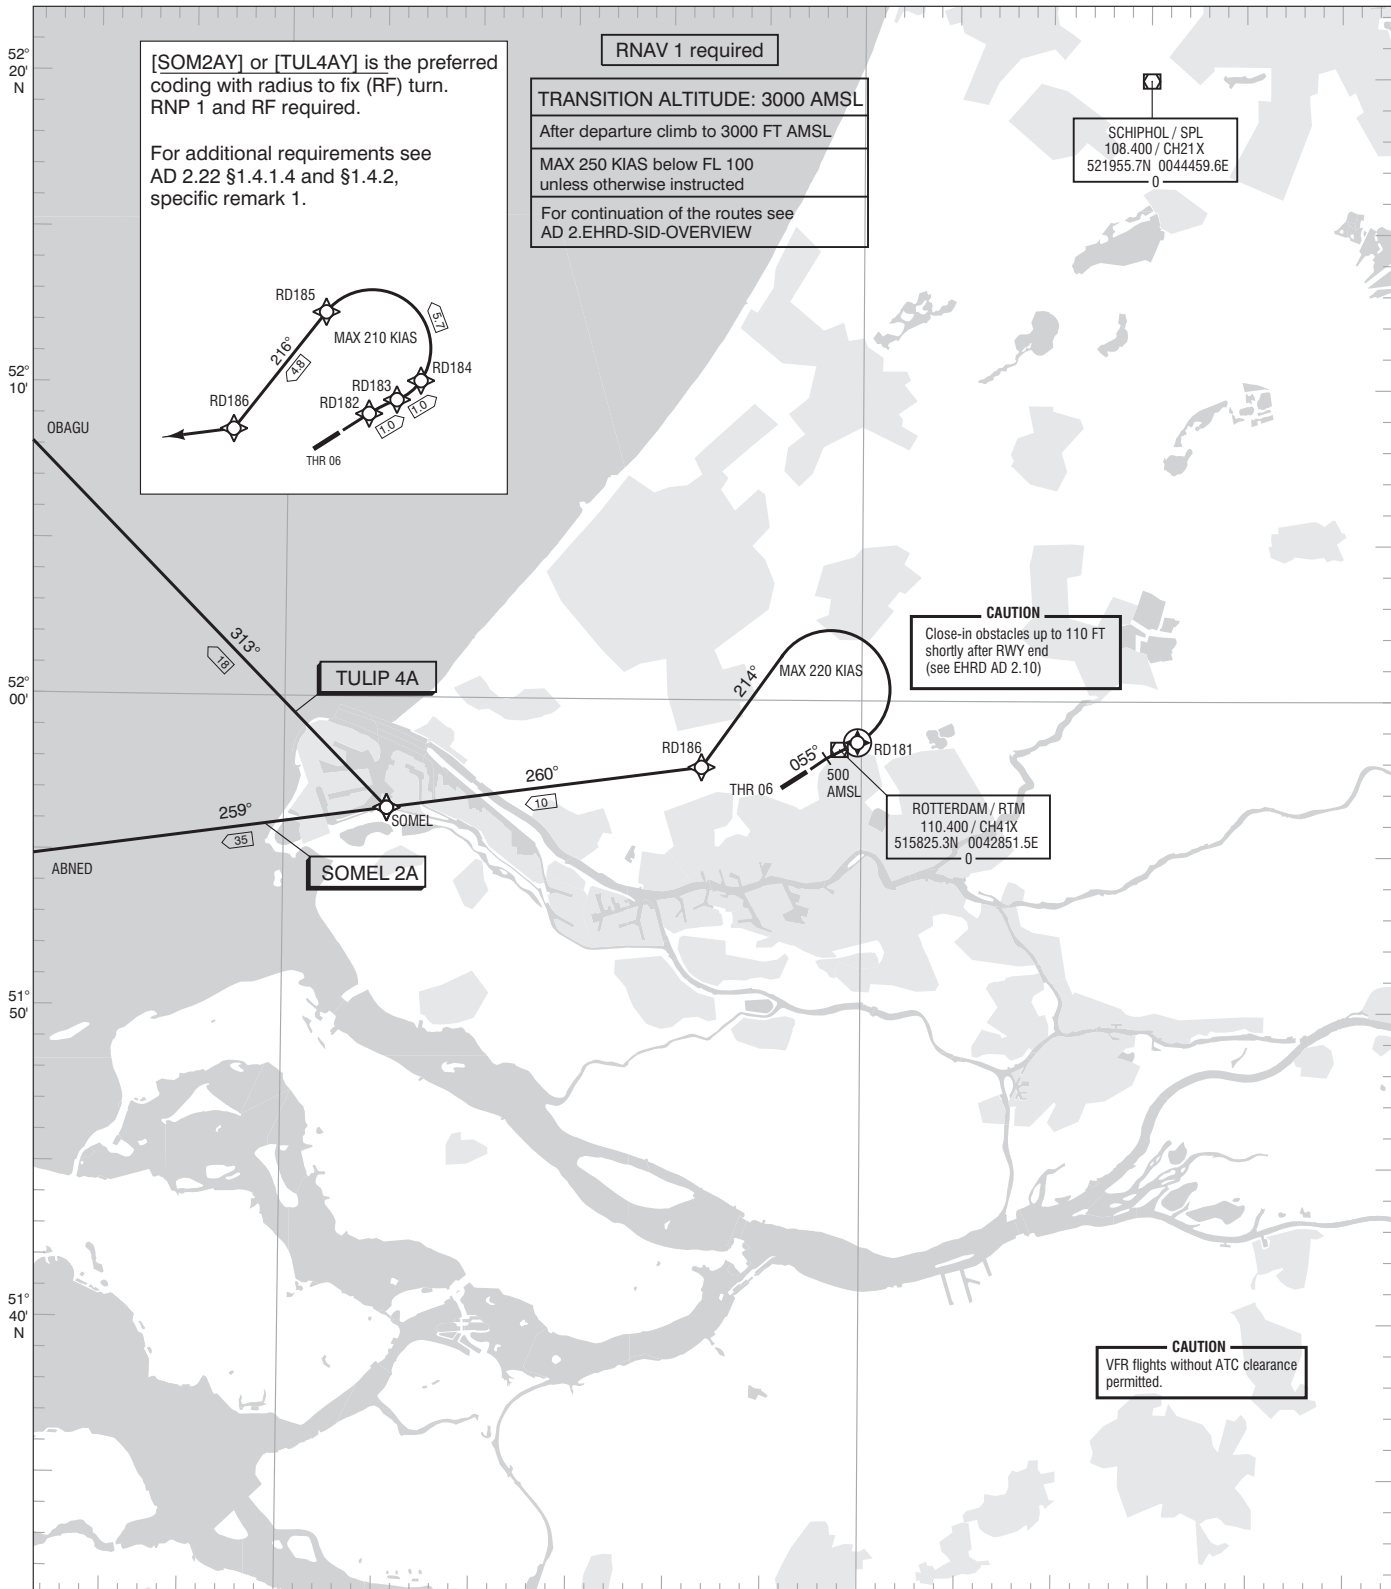 52°
20'
N
[SOM2AY] or [TUL4AY] is the preferred
coding with radius to fix (RF) turn.
RNP 1 and RF required.
For additional requirements see
AD 2.22 §1.4.1.4 and §1.4.2,
specific remark 1.
RD185
MAX 210 KIAS
5.7
216°
4.8
RD184
RD183
RD182
1.0
1.0
RD186
THR 06
RNAV 1 required
TRANSITION ALTITUDE: 3000 AMSL
After departure climb to 3000 FT AMSL
MAX 250 KIAS below FL 100
unless otherwise instructed
For continuation of the routes see
AD 2.EHRD-SID-OVERVIEW
SCHIPHOL / SPL
108.400 / CH21X
521955.7N 0044459.6E
0
52°
10'
OBAGU
313°
18
TULIP 4A
52°
00'
CAUTION
Close-in obstacles up to 110 FT
shortly after RWY end
(see EHRD AD 2.10)
MAX 220 KIAS
214°
RD186
RD181
055°
500
AMSL
THR 06
ROTTERDAM / RTM
110.400 / CH41X
515825.3N 0042851.5E
0
260°
10
SOMEL
259°
35
ABNED
SOMEL 2A
51°
50'
51°
40'
N
CAUTION
VFR flights without ATC clearance
permitted.